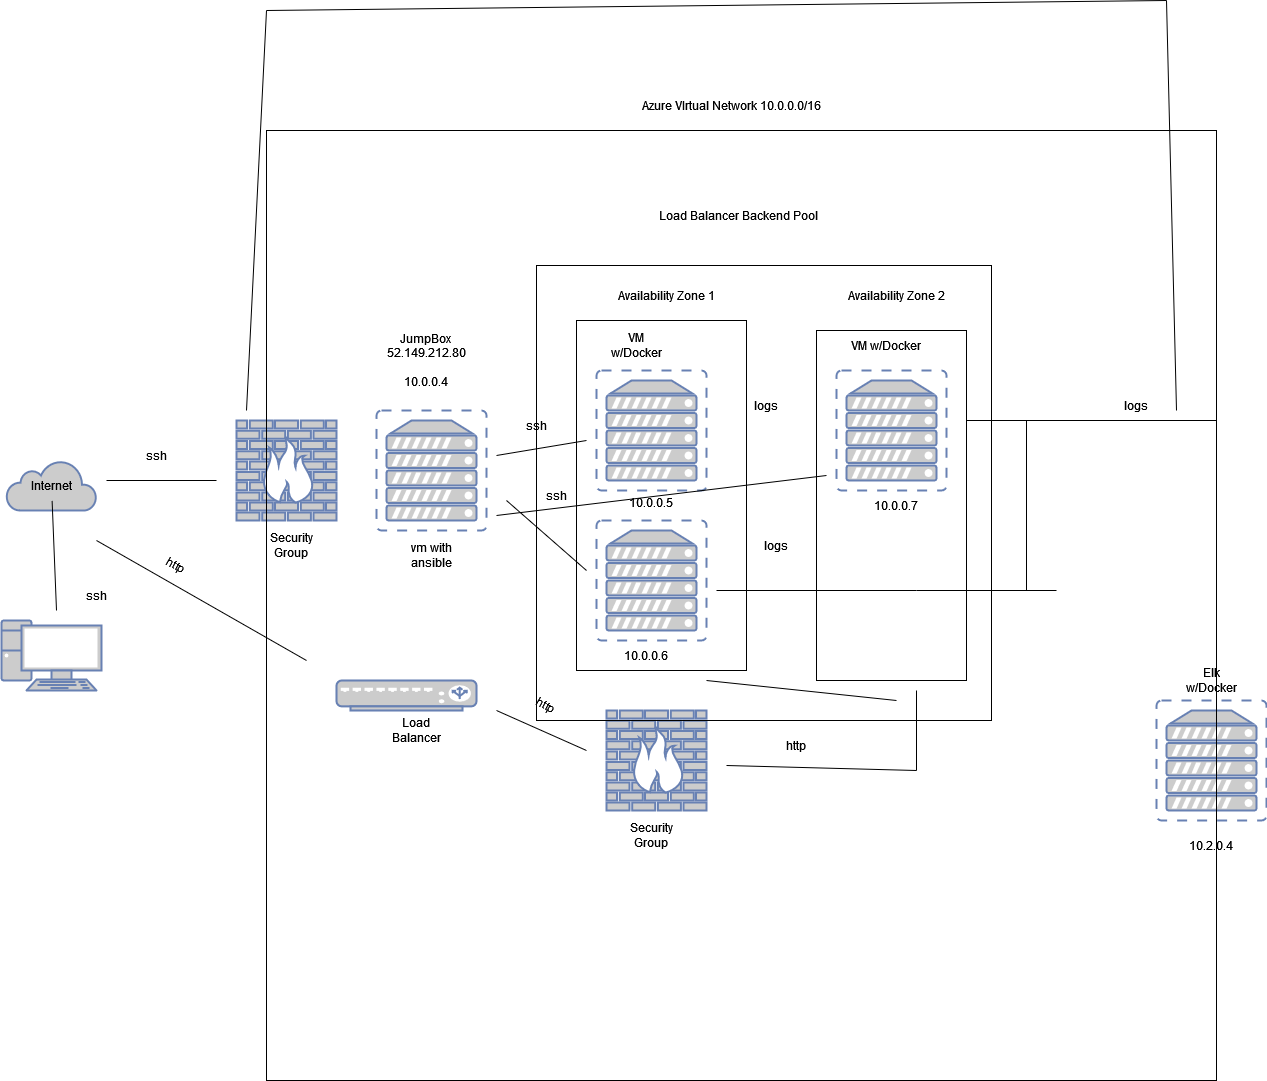 Azure VIrtual Network 10.0.0.0/16
Load Balancer Backend Pool
Availability Zone 1
Availability Zone 2
JumpBox
52.149.212.80
10.0.0.4
VM
w/Docker
VM w/Docker
logs
logs
ssh
ssh
Internet
ssh
10.0.0.5
10.0.0.7
Security
Group
vm with
ansible
logs
http
ssh
10.0.0.6
Elk
w/Docker
http
Load
Balancer
http
Security
Group
10.2.0.4